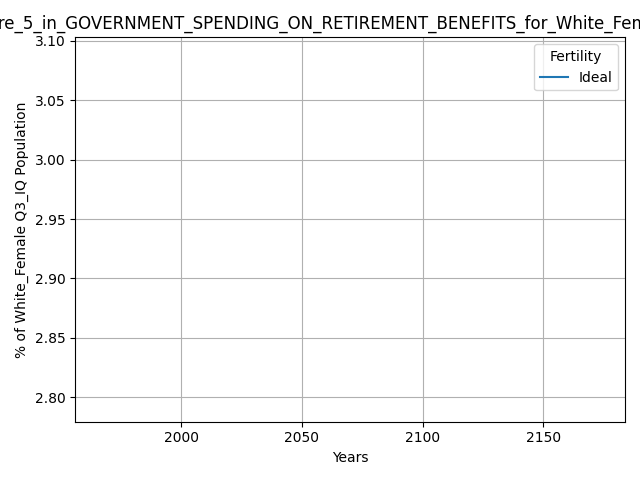 re_5_in_GOVERNMENT_SPENDING_ON_RETIREMENT_BENEFITS_for_White_Fem
3.10
3.05
3.00
2.95
2.90
2.85
2.80
% of White_Female Q3_IQ Population
Fertility
Ideal
2000 2050 2100 2150
Years